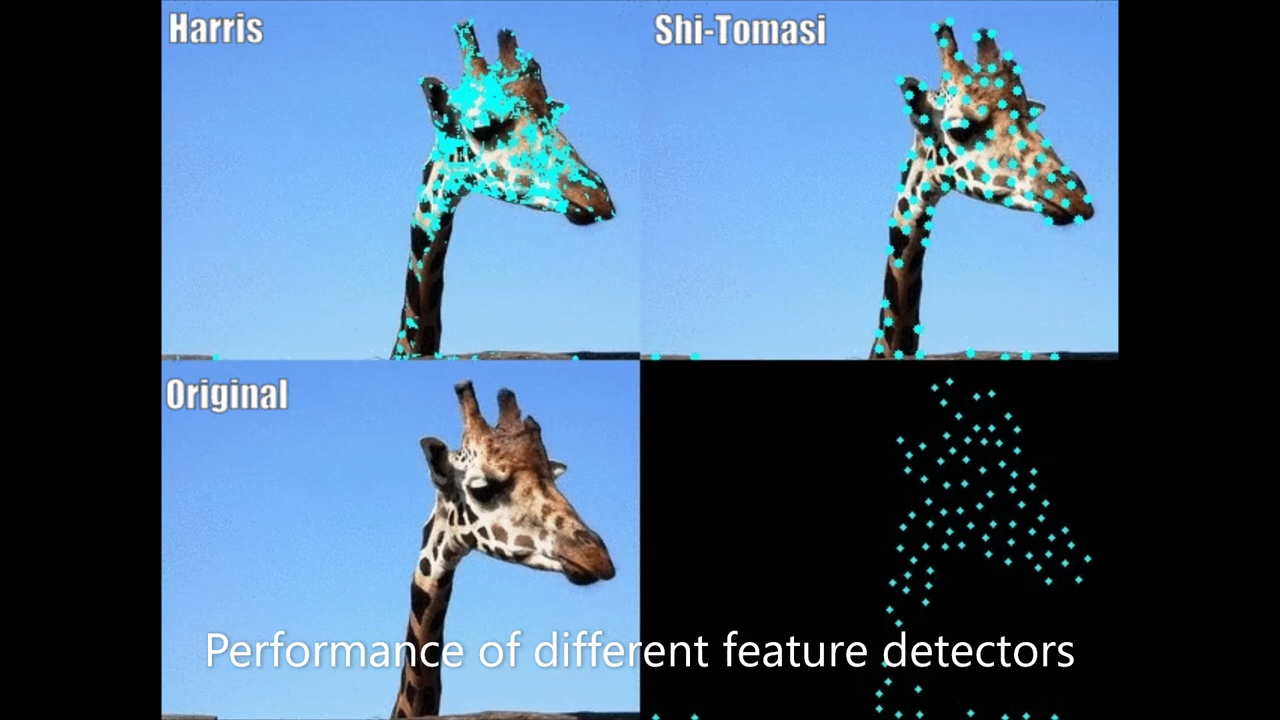 Harris
Shi-Tomasi
Original
Performance of different feature detectors